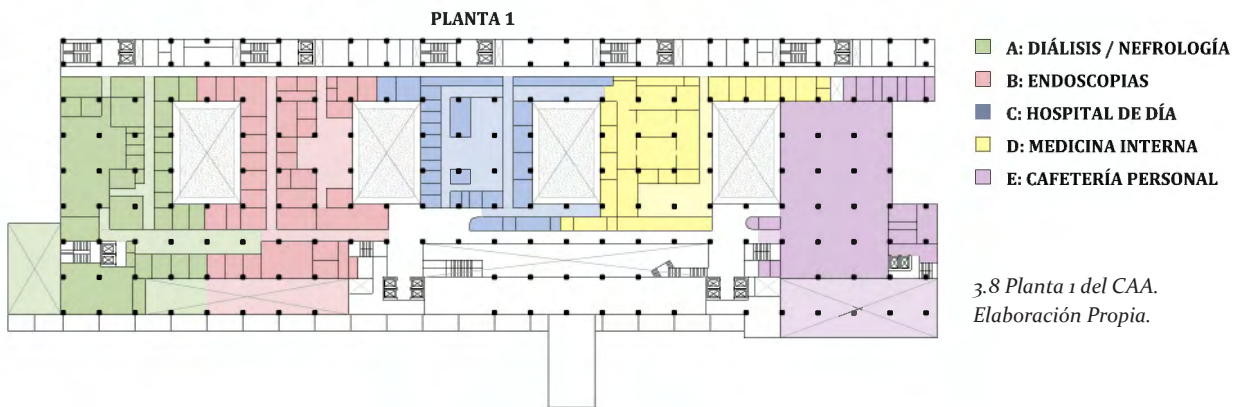 PLANTA 1
A: DIÁLISIS / NEFROLOGÍA
B: ENDOSCOPIAS
C: HOSPITAL DE DÍA
D: MEDICINA INTERNA
E: CAFETERÍA PERSONAL
3.8 Planta 1 del CAA.
Elaboración Propia.